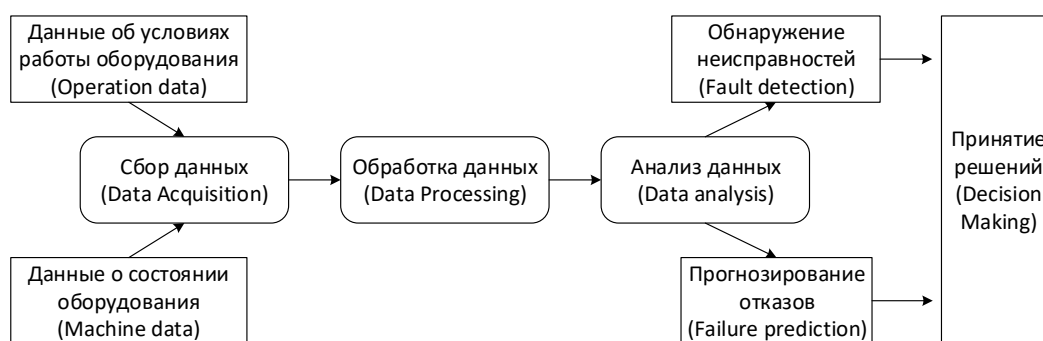 Данные об условиях
работы оборудования
(Operation data)
Обнаружение
неисправностей
(Fault detection)
Сбор данных
(Data Acquisition)
Обработка данных
(Data Processing)
Анализ данных
(Data analysis)
Принятие
решений
(Decision
Making)
Данные о состоянии
оборудования
(Machine data)
Прогнозирование
отказов
(Failure prediction)